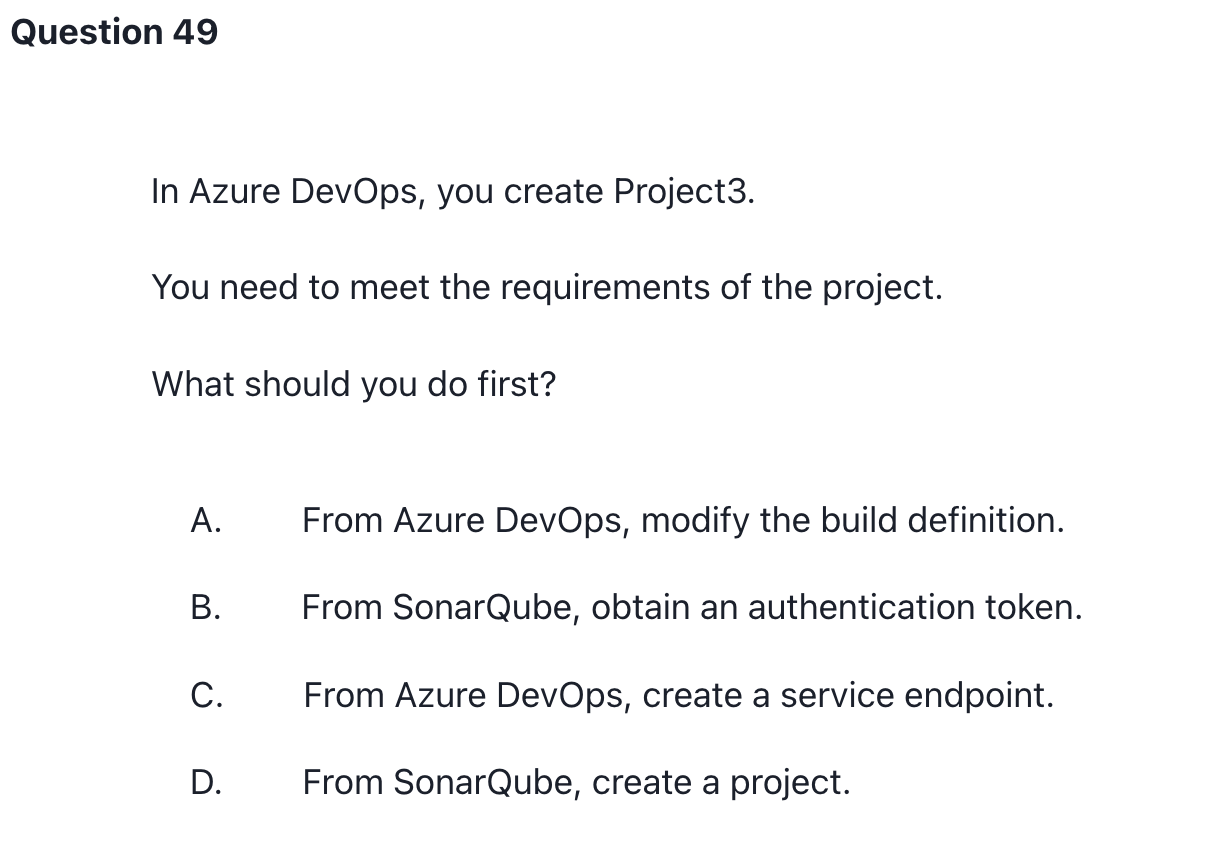 Question 49
In Azure DevOps, you create Project3.
You need to meet the requirements of the project.
What should you do first?
A. From Azure DevOps, modify the build definition.
B. From SonarQube, obtain an authentication token.
C. From Azure DevOps, create a service endpoint.
D. From SonarQube, create a project.